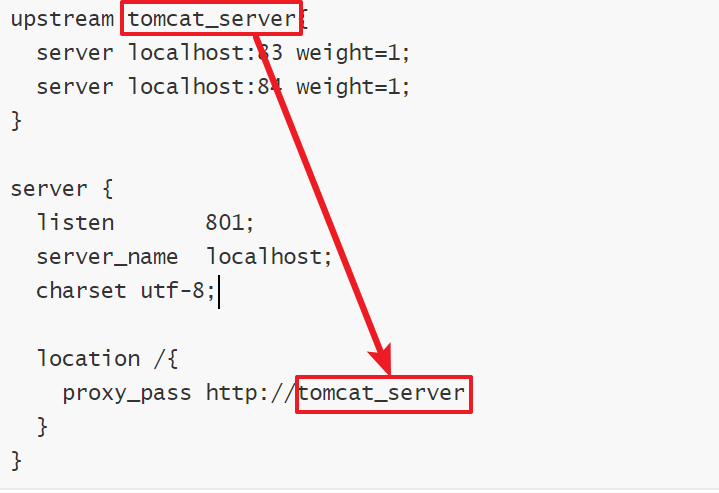 upstream tomcat_server{
server localhost:83 weight=1;
server localhost:84 weight=1;
}
server {
listen 801;
server_name localhost;
charset utf-8;
location /{
proxy_pass http://tomcat_server
}
}